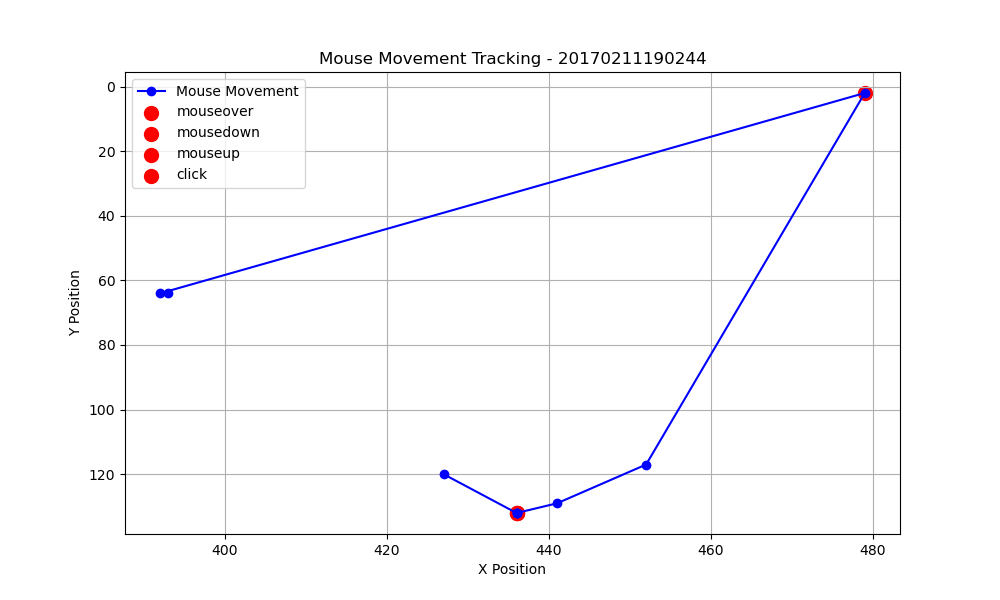 Mouse Movement Tracking - 20170211190244
Mouse Movement
mouseover
mousedown
mouseup
click
0
20
40
60
80
100
120
Y Position
400 420 440 460 480
X Position